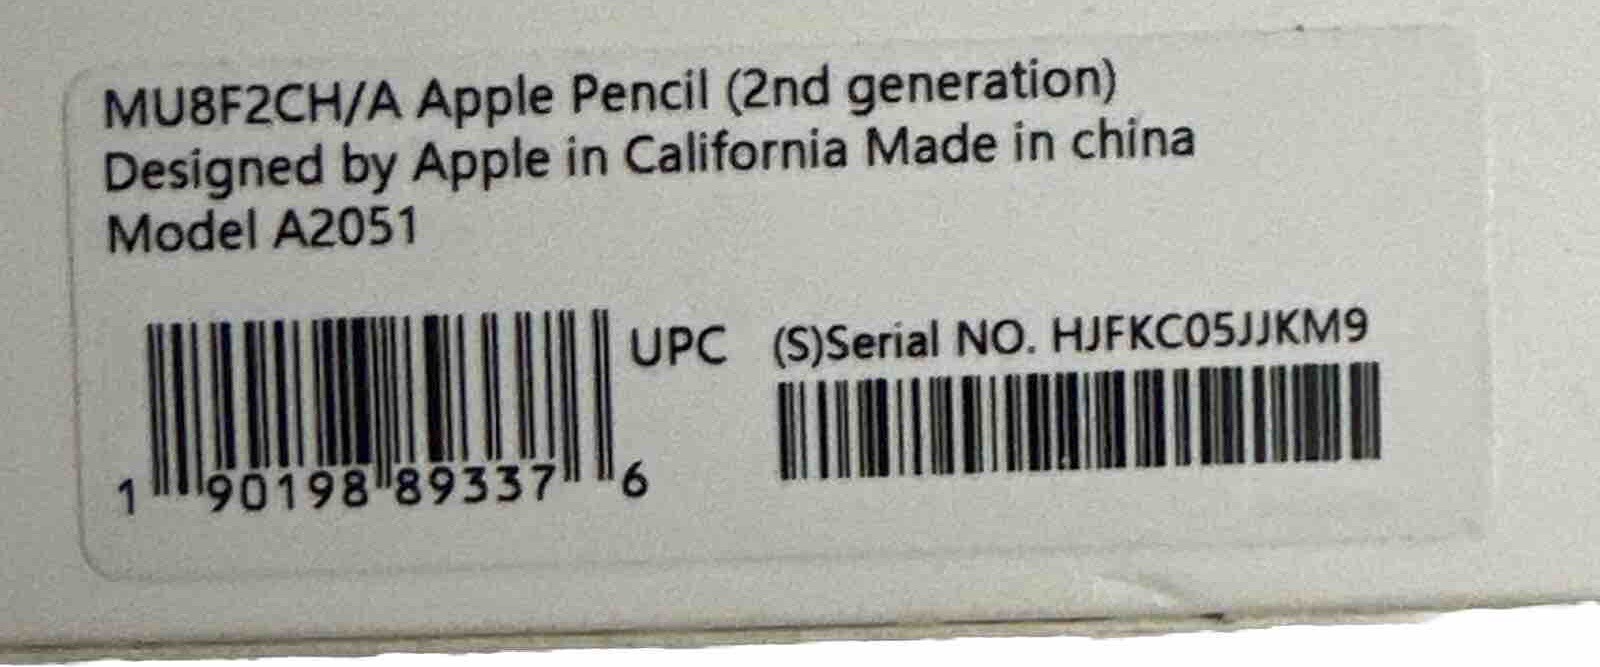 MU8F2CH/A Apple Pencil (2nd generation)
Designed by Apple in California Made in china
Model A2051
UPC
(S)Serial NO. HJFKC05JJKM9
1 90198 89337 6